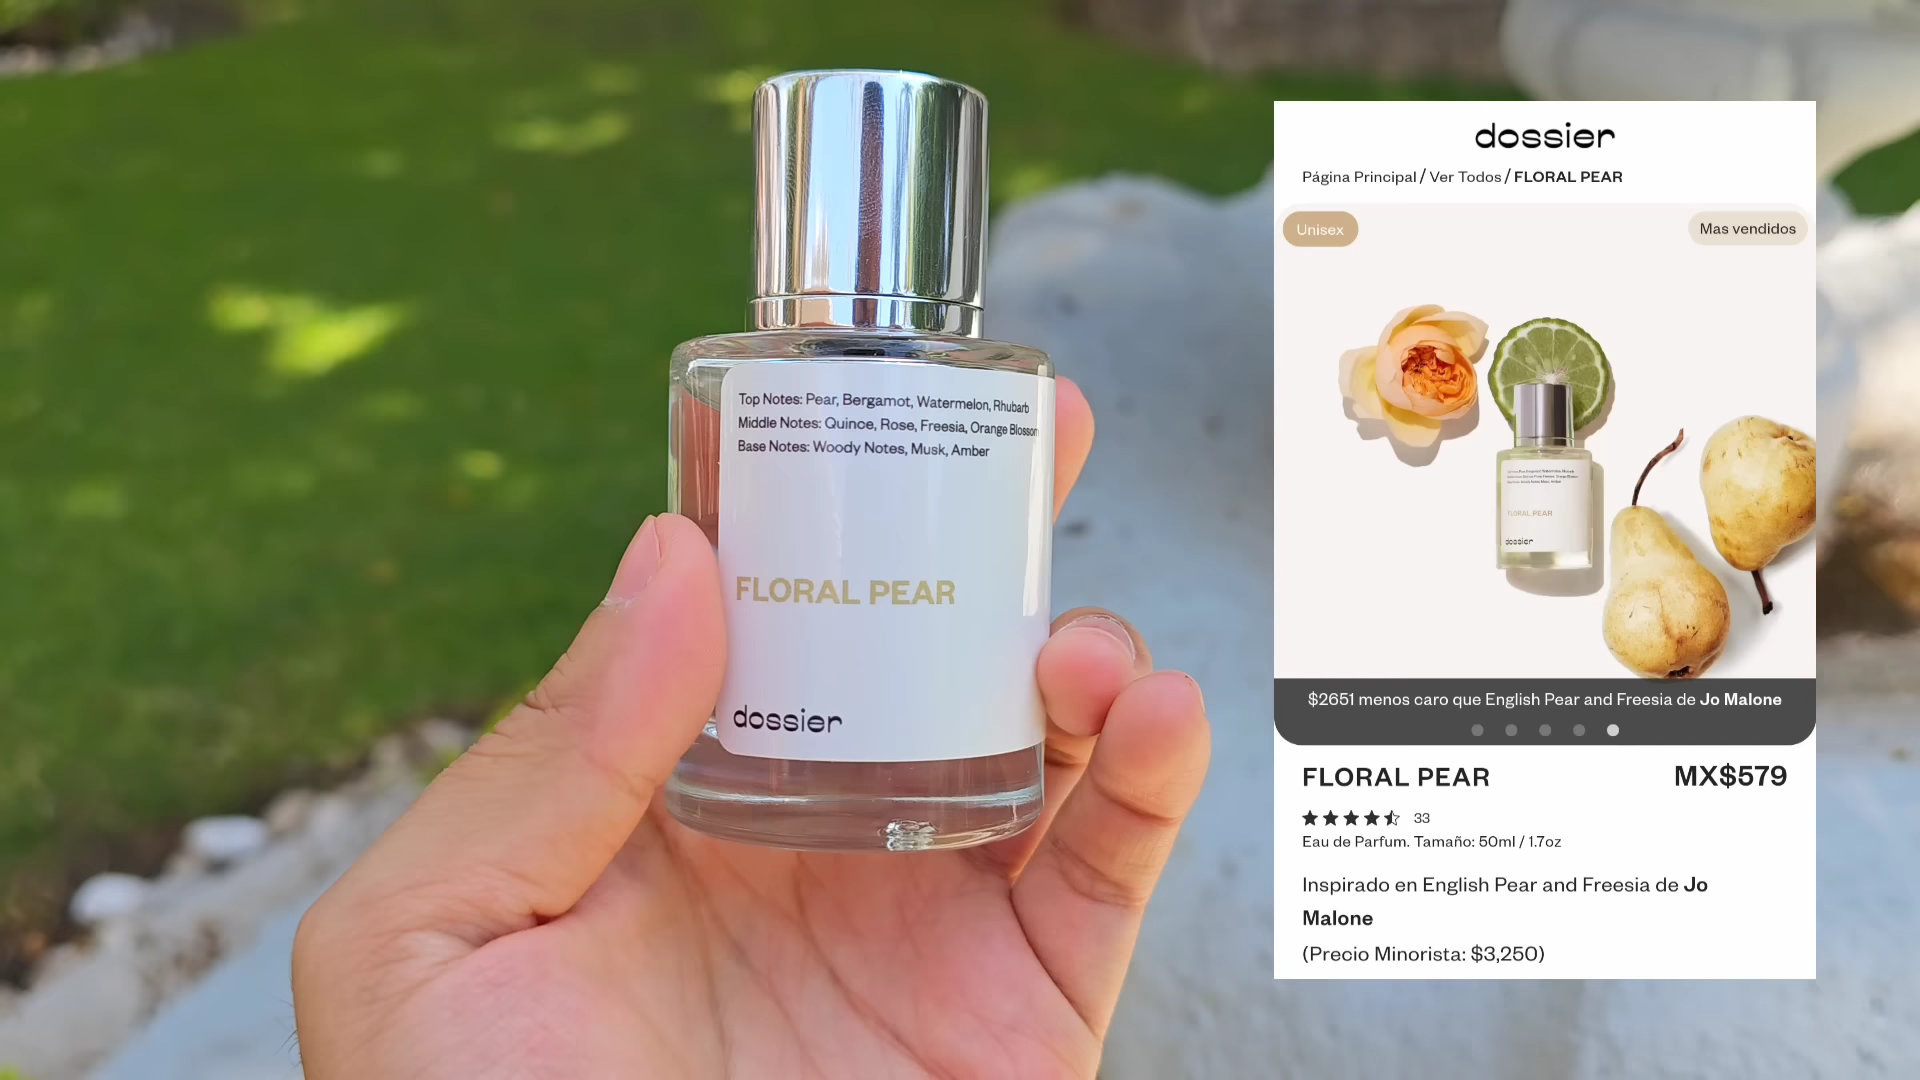 Top Notes: Pear, Bergamot, Watermelon, Rhubarb
Middle Notes: Quince, Rose, Freesia, Orange Blossom
Base Notes: Woody Notes, Musk, Amber
FLORAL PEAR
dossier
dossier
Página Principal / Ver Todos / FLORAL PEAR
Unisex
Mas vendidos
FLORAL PEAR
dossier
$2651 menos caro que English Pear and Freesia de Jo Malone
FLORAL PEAR
MX$579
33
Eau de Parfum. Tamaño: 50ml / 1.7oz
Inspirado en English Pear and Freesia de Jo
Malone
(Precio Minorista: $3,250)